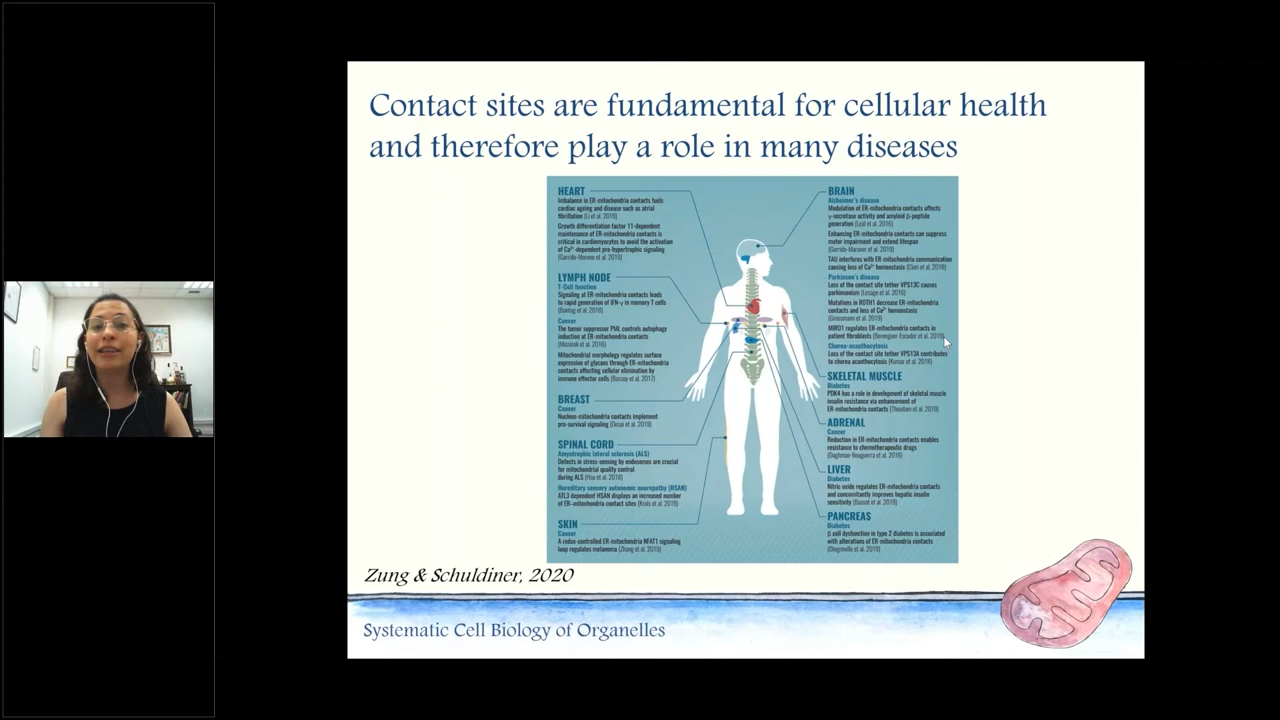 Contact sites are fundamental for cellular health
and therefore play a role in many diseases
HEART
Imbalance in ER-mitochondria contacts fuels
cardiac ageing and disease such as atrial
fibrillation (Li et al. 2019)
Growth differentiation factor 11-dependent
maintenance of ER-mitochondria contacts is
critical in cardiomyocytes to avoid the activation
of Ca²⁺-dependent pro-hypertrophic signaling
(Garrido-Moreno et al. 2019)
LYMPH NODE
T-Cell function
Signaling at ER-mitochondria contacts leads
to rapid generation of IFN-γ in memory T cells
(Bantug et al. 2018)
Cancer
The tumor suppressor PML controls autophagy
induction at ER-mitochondria contacts
(Missiroli et al. 2016)
Mitochondrial morphology regulates surface
expression of glycans through ER-mitochondria
contacts affecting cellular elimination by
immune effector cells (Bassoy et al. 2017)
BREAST
Cancer
Nucleus-mitochondria contacts implement
pro-survival signaling (Desai et al. 2019)
SPINAL CORD
Amyotrophic lateral sclerosis (ALS)
Defects in stress-sensing by endosomes are crucial
for mitochondrial quality control
during ALS (Hsu et al. 2018)
Hereditary sensory autonomic neuropathy (HSAN)
ATL3 dependent HSAN displays an increased number
of ER-mitochondria contact sites (Krols et al. 2019)
SKIN
Cancer
A redox-controlled ER-mitochondria NFAT1 signaling
loop regulates melanoma (Zhang et al. 2019)
BRAIN
Alzheimer's disease
Modulation of ER-mitochondria contacts affects
γ-secretase activity and amyloid β-peptide
generation (Leal et al. 2016)
Enhancing ER-mitochondria contacts can suppress
motor impairment and extend lifespan
(Garrido-Maraver et al. 2019)
TAU interferes with ER-mitochondria communication
causing loss of Ca²⁺ homeostasis (Cieri et al. 2018)
Parkinson's disease
Loss of the contact site tether VPS13C causes
parkinsonism (Lesage et al. 2016)
Mutations in ROTH1 decrease ER-mitochondria
contacts and loss of Ca²⁺ homeostasis
(Grossmann et al. 2019)
MIRO1 regulates ER-mitochondria contacts in
patient fibroblasts (Berenguer-Escuder et al. 2019)
Chorea-acanthocytosis
Loss of the contact site tether VPS13A contributes
to chorea acanthocytosis (Kumar et al. 2018)
SKELETAL MUSCLE
Diabetes
PDK4 has a role in development of skeletal muscle
insulin resistance via enhancement of
ER-mitochondria contacts (Thoudam et al. 2019)
ADRENAL
Cancer
Reduction in ER-mitochondria contacts enables
resistance to chemotherapeutic drugs
(Doghman-Bouguerra et al. 2016)
LIVER
Diabetes
Nitric oxide regulates ER-mitochondria contacts
and concomitantly improves hepatic insulin
sensitivity (Bassot et al. 2019)
PANCREAS
Diabetes
β cell dysfunction in type 2 diabetes is associated
with alterations of ER-mitochondria contacts
(Dingreville et al. 2019)
Zung & Schuldiner, 2020
Systematic Cell Biology of Organelles